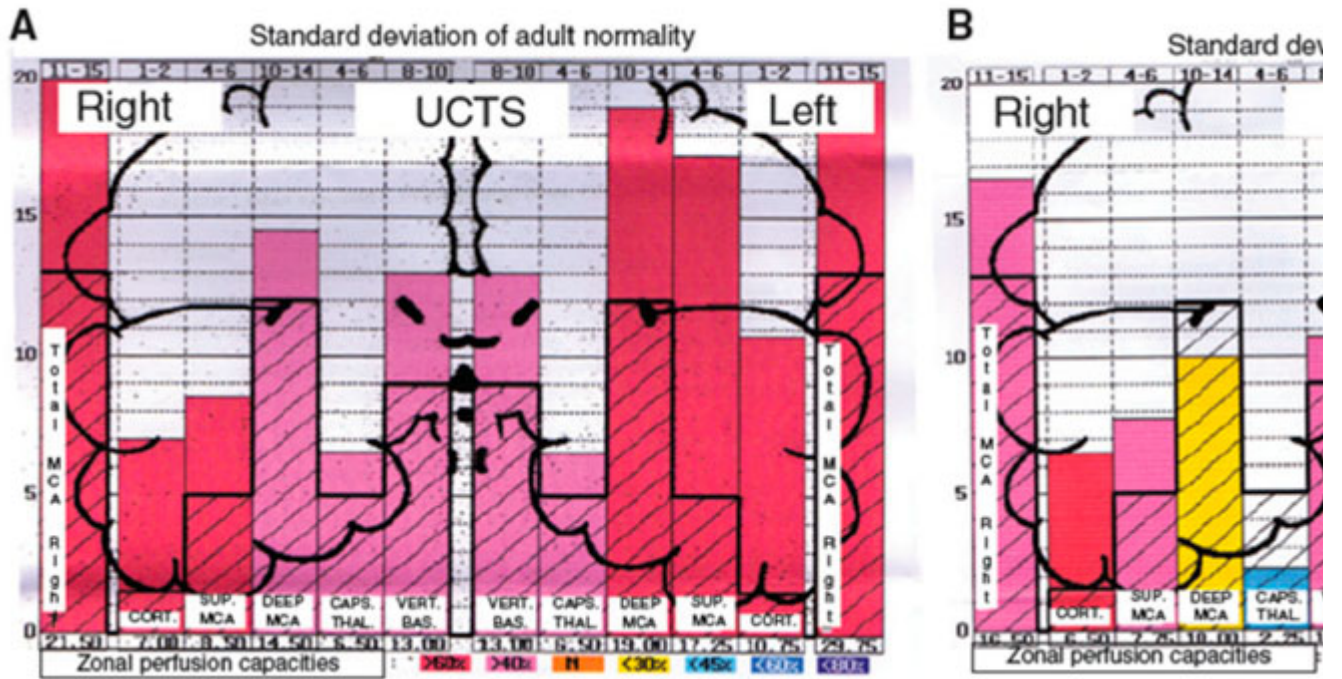 A
Standard deviation of adult normality
11-15 1-2 4-6 10-14 4-6 8-10 8-10 4-6 10-14 4-6 1-2 11-15
Right UCTS Left
20
15
10
5
0
Total MCA Right
Total MCA Right
CORT. SUP. MCA DEEP MCA CAPS. THAL. VERT. BAS. VERT. BAS. CAPS. THAL. DEEP MCA SUP. MCA CORT.
21.50 7.00 8.50 14.50 6.50 13.00 13.00 6.50 19.00 17.25 10.75 29.75
Zonal perfusion capacities : >60% >40% N <30% <45% <60% <80%
B
Standard dev
11-15 1-2 4-6 10-14 4-6
Right
20
15
10
5
0
Total MCA Right
CORT. SUP. MCA DEEP MCA CAPS. THAL.
16.50 6.50 7.75 10.00 2.25
Zonal perfusion capacities :